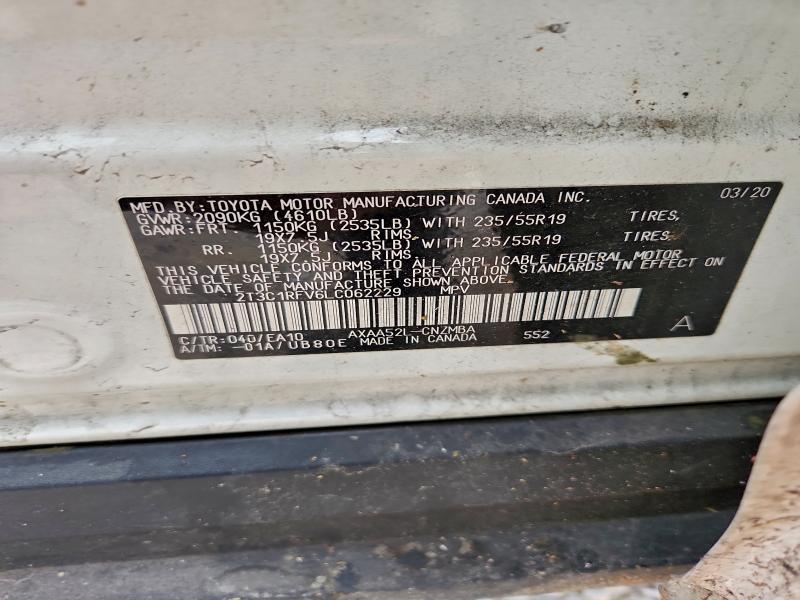 MFD BY:TOYOTA MOTOR MANUFACTURING CANADA INC. 03/20
GVWR:2090KG (4610LB)
GAWR:FRT. 1150KG (2535LB) WITH 235/55R19 TIRES,
19X7.5J RIMS.
RR. 1150KG (2535LB) WITH 235/55R19 TIRES,
19X7.5J RIMS.
THIS VEHICLE CONFORMS TO ALL APPLICABLE FEDERAL MOTOR
VEHICLE SAFETY AND THEFT PREVENTION STANDARDS IN EFFECT ON
THE DATE OF MANUFACTURE SHOWN ABOVE.
2T3C1RFV6LC062229 MPV
C/TR:040/EA10 AXAA52L-CNZMBA A
A/TM: -01A/UB80E MADE IN CANADA 552